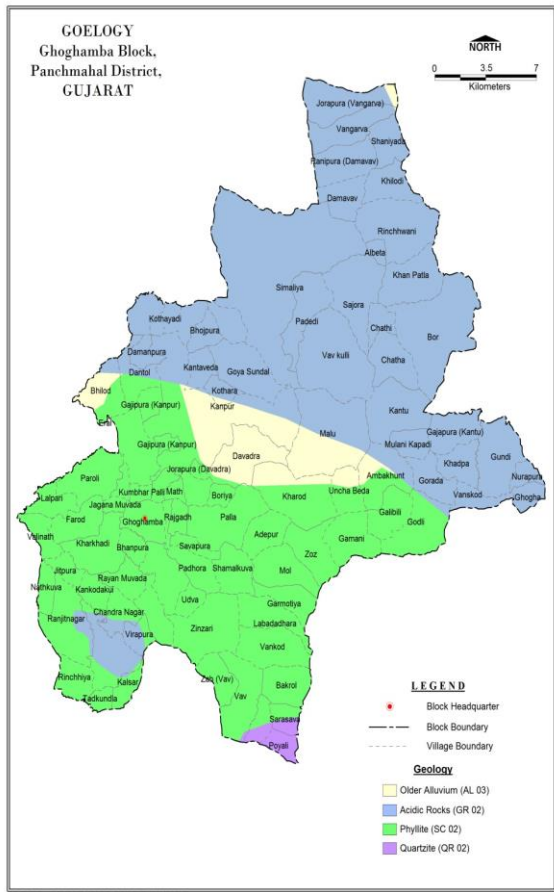 GOELOGY
Ghoghamba Block,
Panchmahal District,
GUJARAT
NORTH
0 3.5 7
Kilometers
Jorapura (Vangarva)
Vangarva
Shaniyada
Ranipura (Damavav)
Khilodi
Damavav
Rinchhwani
Albeta
Khan Patla
Simaliya
Sajora
Kothayadi
Padedi
Chathi
Bhojpura
Bor
Damanpura
Vav kulli
Chatha
Kantaveda
Goya Sundal
Dantol
Bhilod
Kothara
Gajipura (Kanpur)
Kanpur
Kantu
Eral
Malu
Gajapura (Kantu)
Gajipura (Kanpur)
Mulani Kapadi
Gundi
Davadra
Khadpa
Jorapura (Davadra)
Ambakhunt
Nurapura
Paroli
Gorada
Kumbhar Palli
Math
Uncha Beda
Vanskod
Ghogha
Lalpari
Jagana Muvada
Boriya
Kharod
Galibili
Farod
Ghoghamba
Rajgadh
Palla
Godli
Valinath
Adepur
Gamani
Kharkhadi
Bhanpura
Savapura
Zoz
Jitpura
Rayan Muvada
Padhora
Shamalkuva
Mol
Nathkuva
Kankodakui
Udva
Garmotiya
Chandra Nagar
Ranjitnagar
Labadadhara
Virapura
Zinzari
Vankod
Rinchhiya
Kalsar
Zab (Vav)
Bakrol
Tadkundla
Vav
Sarasava
Poyali
LEGEND
Block Headquarter
Block Boundary
Village Boundary
Geology
Older Alluvium (AL 03)
Acidic Rocks (GR 02)
Phyllite (SC 02)
Quartzite (QR 02)